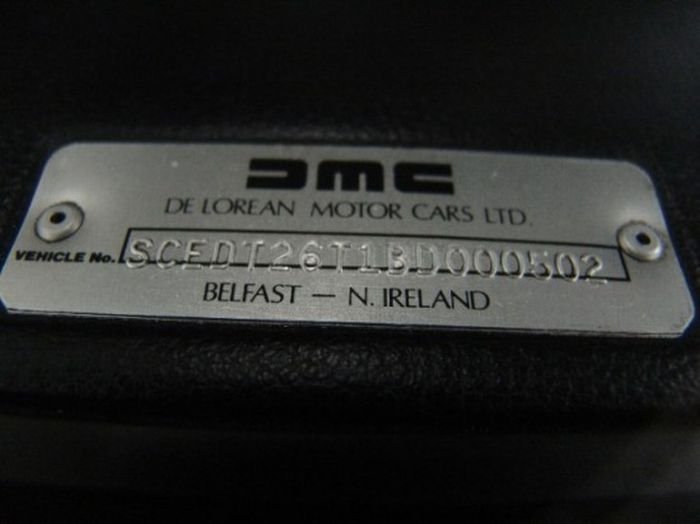 DMC
DE LOREAN MOTOR CARS LTD.
VEHICLE No. SCEDT26T1BD000502
BELFAST — N. IRELAND